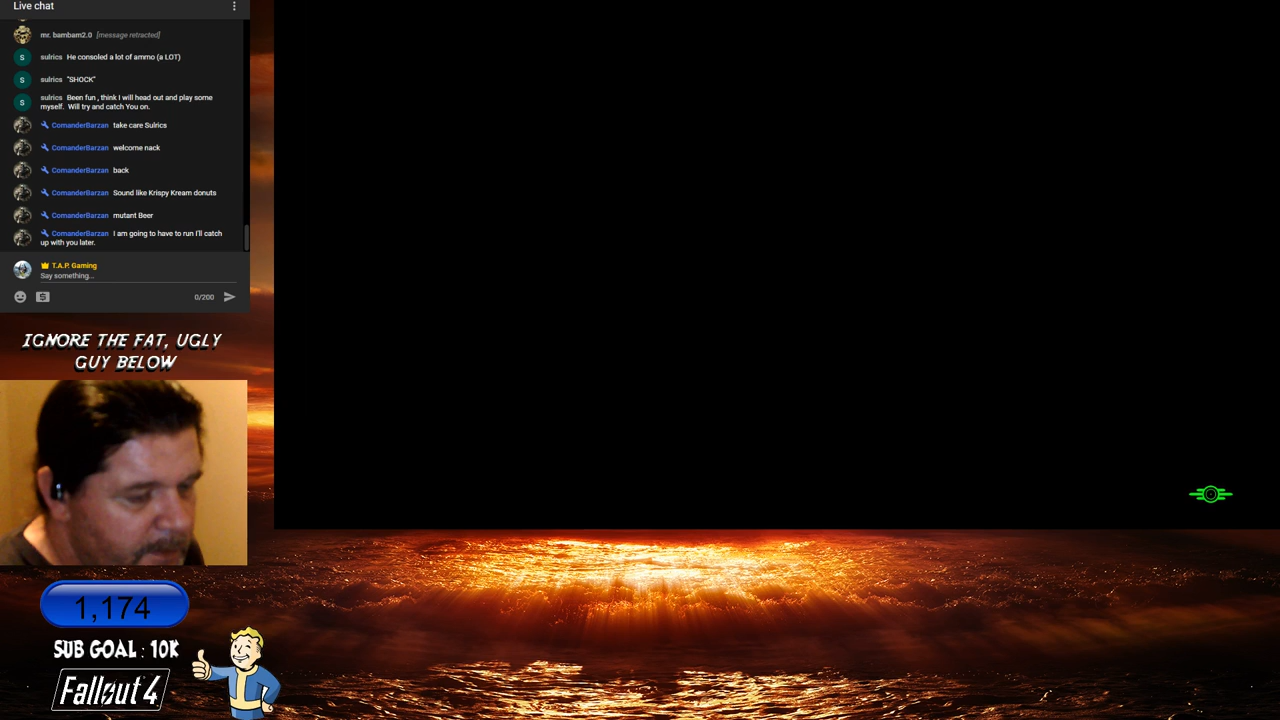 Live chat
mr. bambam2.0 [message retracted]
S sulrics He consoled a lot of ammo (a LOT)
S sulrics "SHOCK"
S sulrics Been fun , think I will head out and play some
myself. Will try and catch You on.
ComanderBarzan take care Sulrics
ComanderBarzan welcome nack
ComanderBarzan back
ComanderBarzan Sound like Krispy Kream donuts
ComanderBarzan mutant Beer
ComanderBarzan I am going to have to run I'll catch
up with you later.
T.A.P. Gaming
Say something...
0/200
IGNORE THE FAT, UGLY
GUY BELOW
1,174
SUB GOAL : 10K
Fallout 4